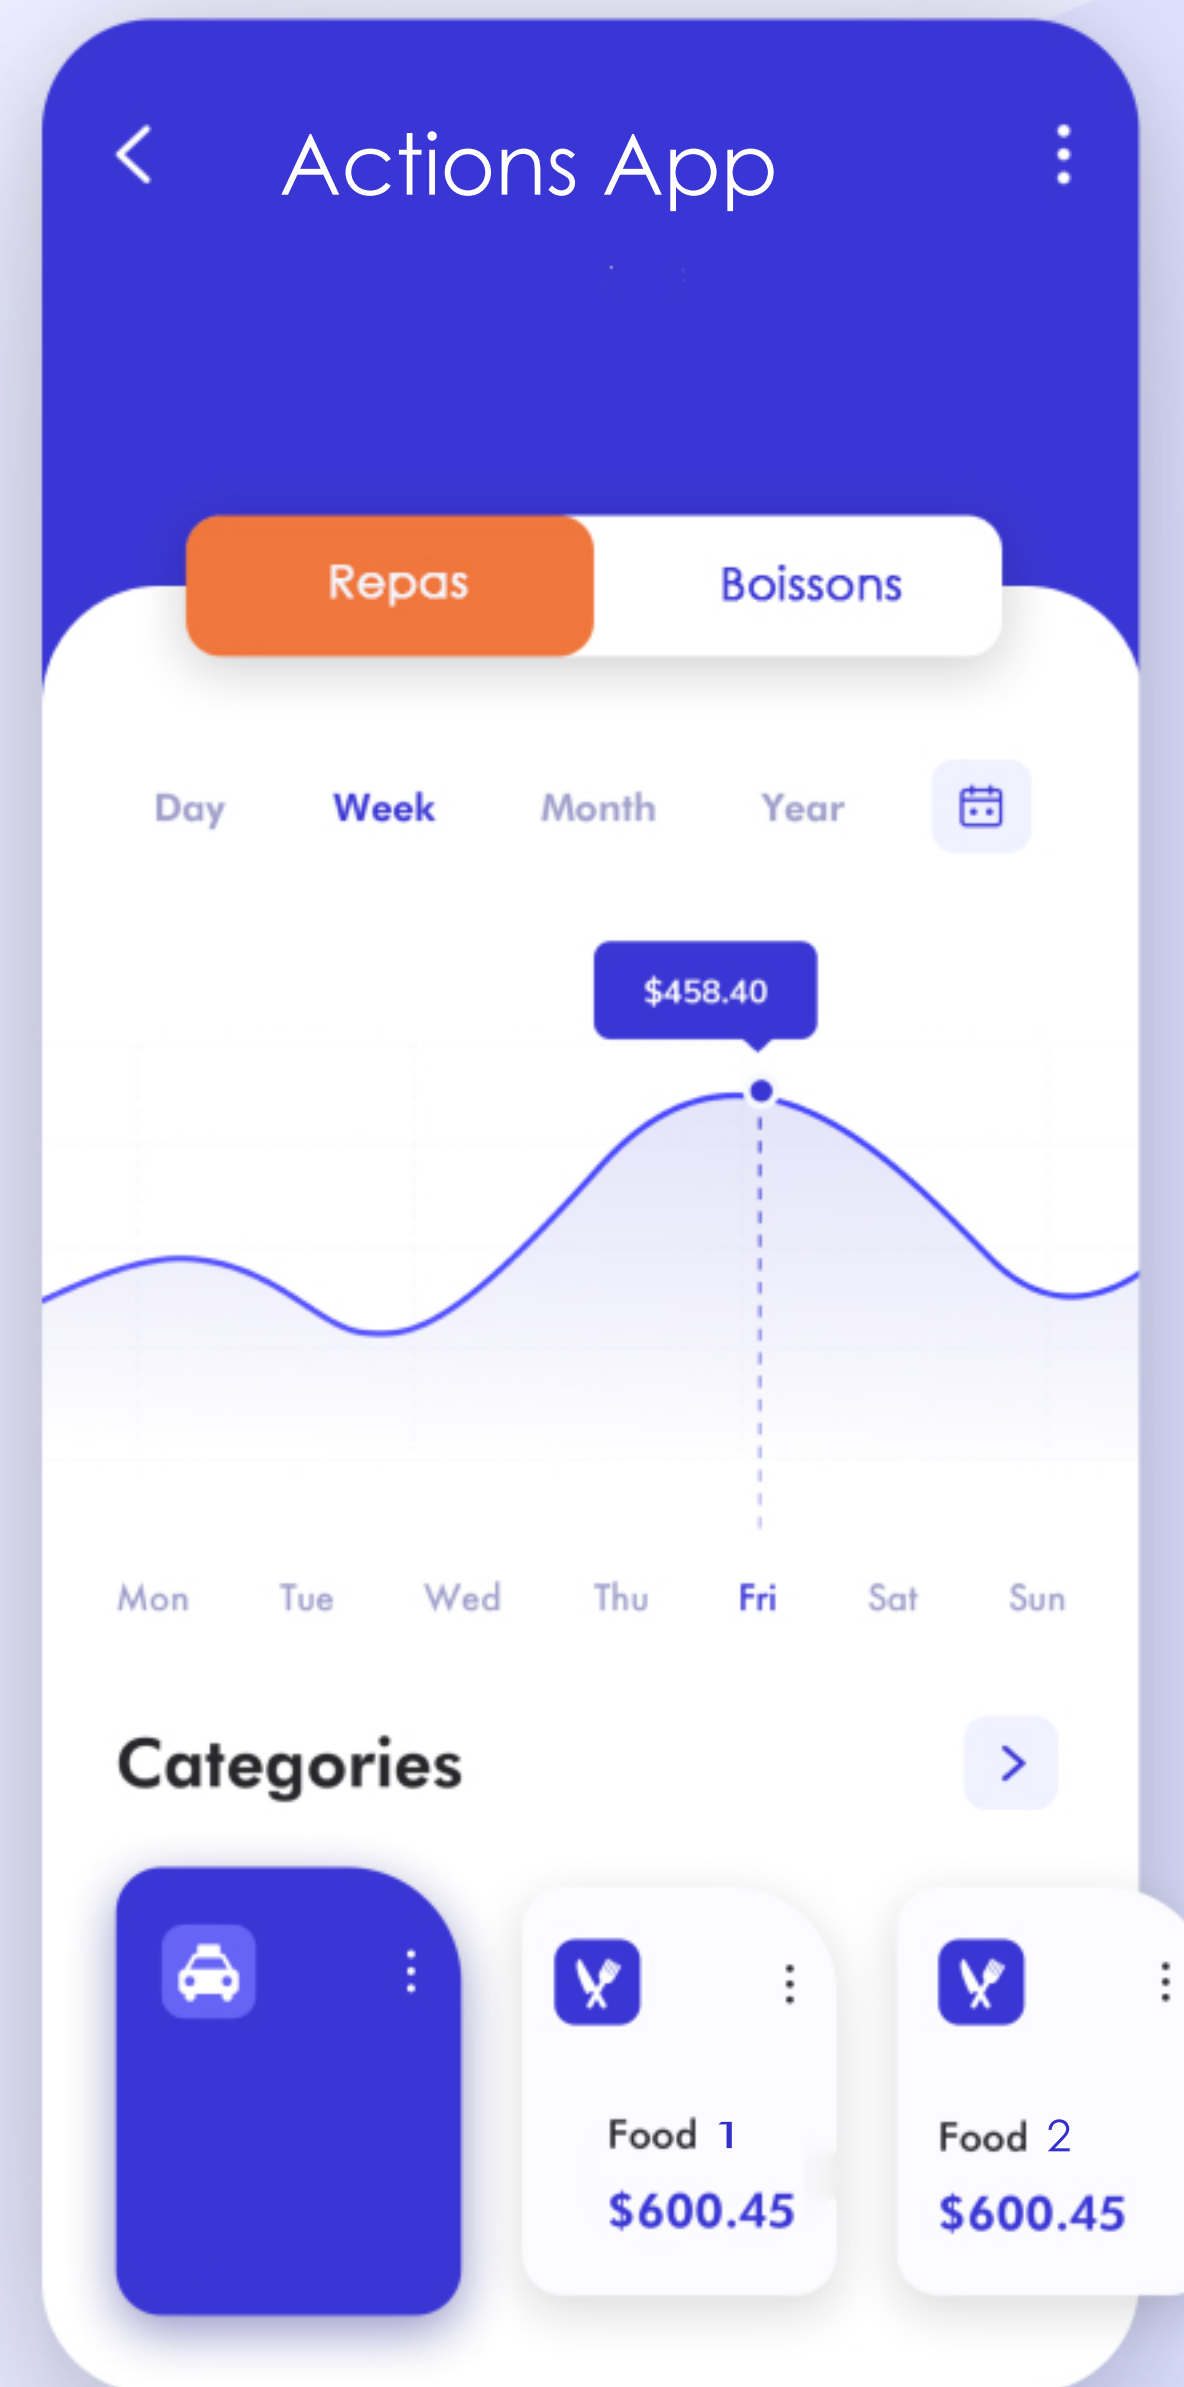 Actions App
Repas Boissons
Day Week Month Year
$458.40
Mon Tue Wed Thu Fri Sat Sun
Categories
Food 1
$600.45
Food 2
$600.45